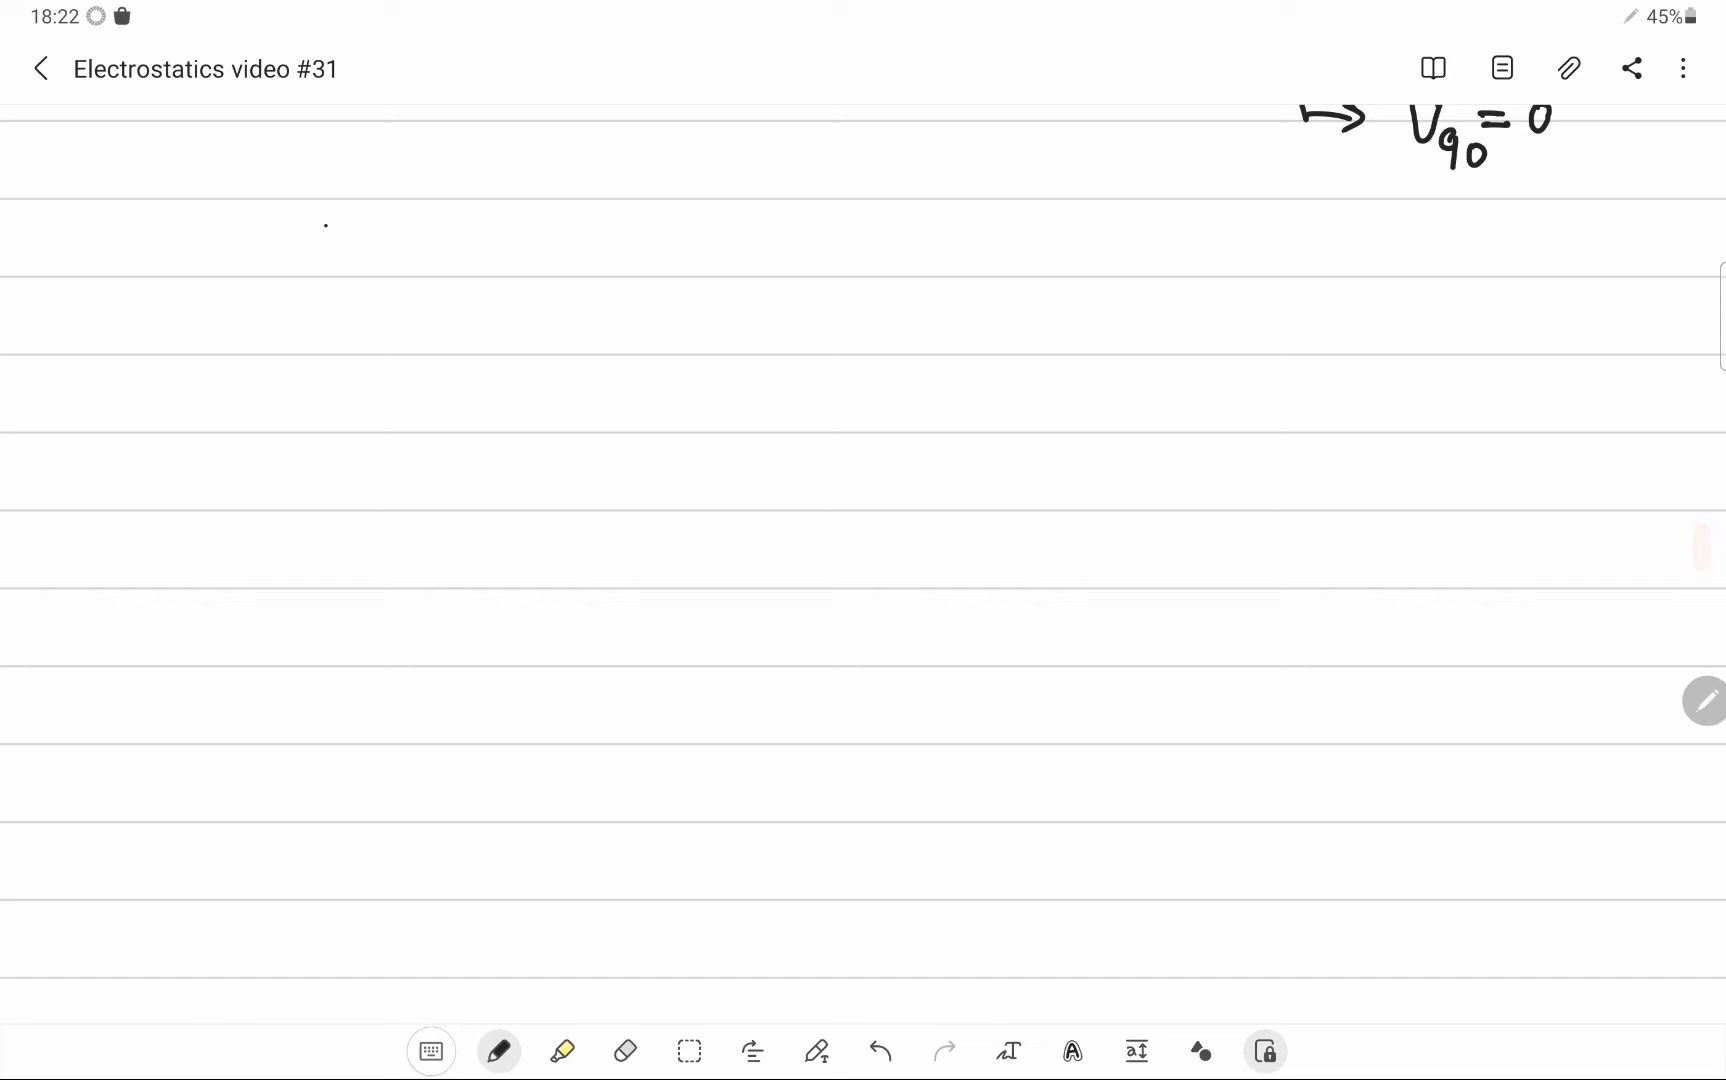 18:22 45%
Electrostatics video #31
→ V₉₀ = 0